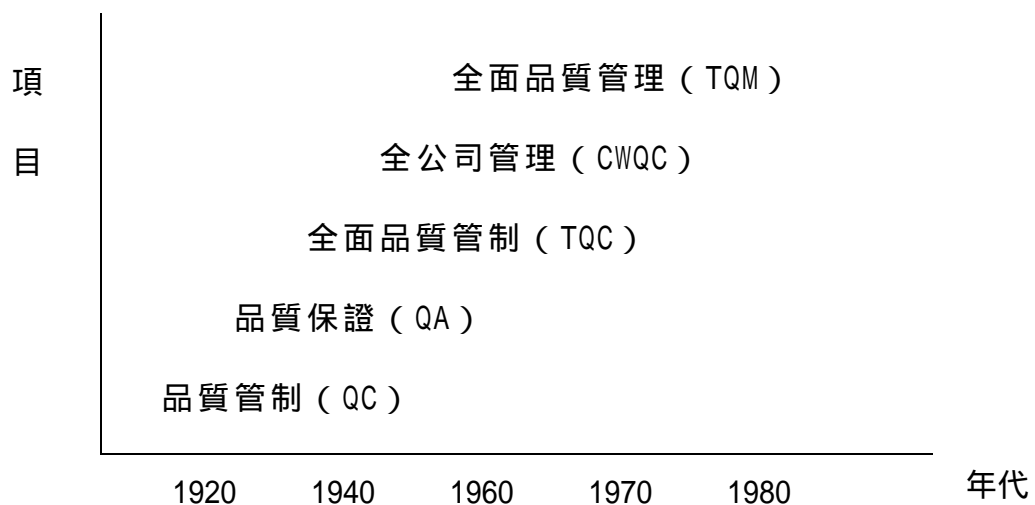 項
目
全面品質管理(TQM)
全公司管理(CWQC)
全面品質管制(TQC)
品質保證(QA)
品質管制(QC)
1920 1940 1960 1970 1980 年代